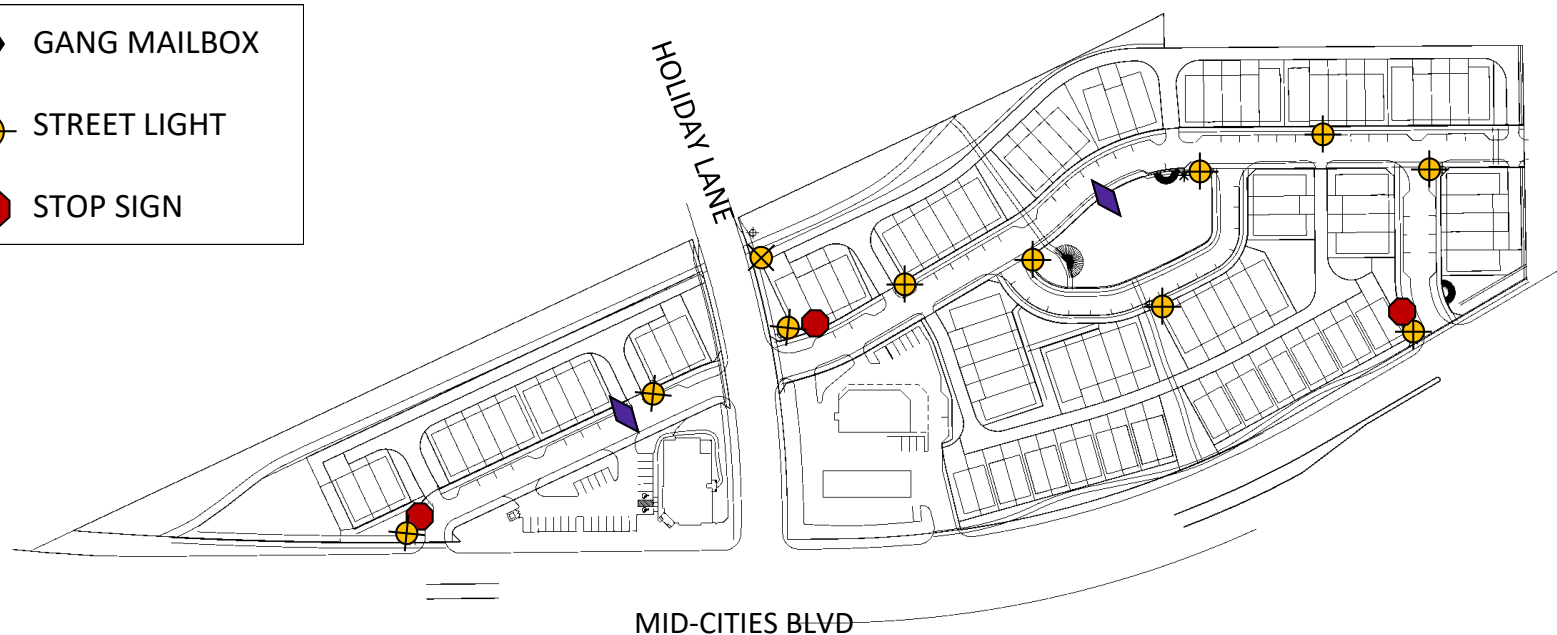 GANG MAILBOX
STREET LIGHT
STOP SIGN
HOLIDAY LANE
MID-CITIES BLVD